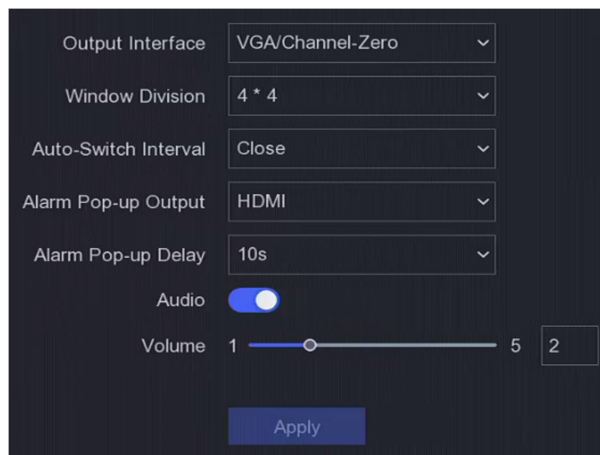 Output Interface VGA/Channel-Zero
Window Division 4 * 4
Auto-Switch Interval Close
Alarm Pop-up Output HDMI
Alarm Pop-up Delay 10s
Audio
Volume 1 5 2
Apply